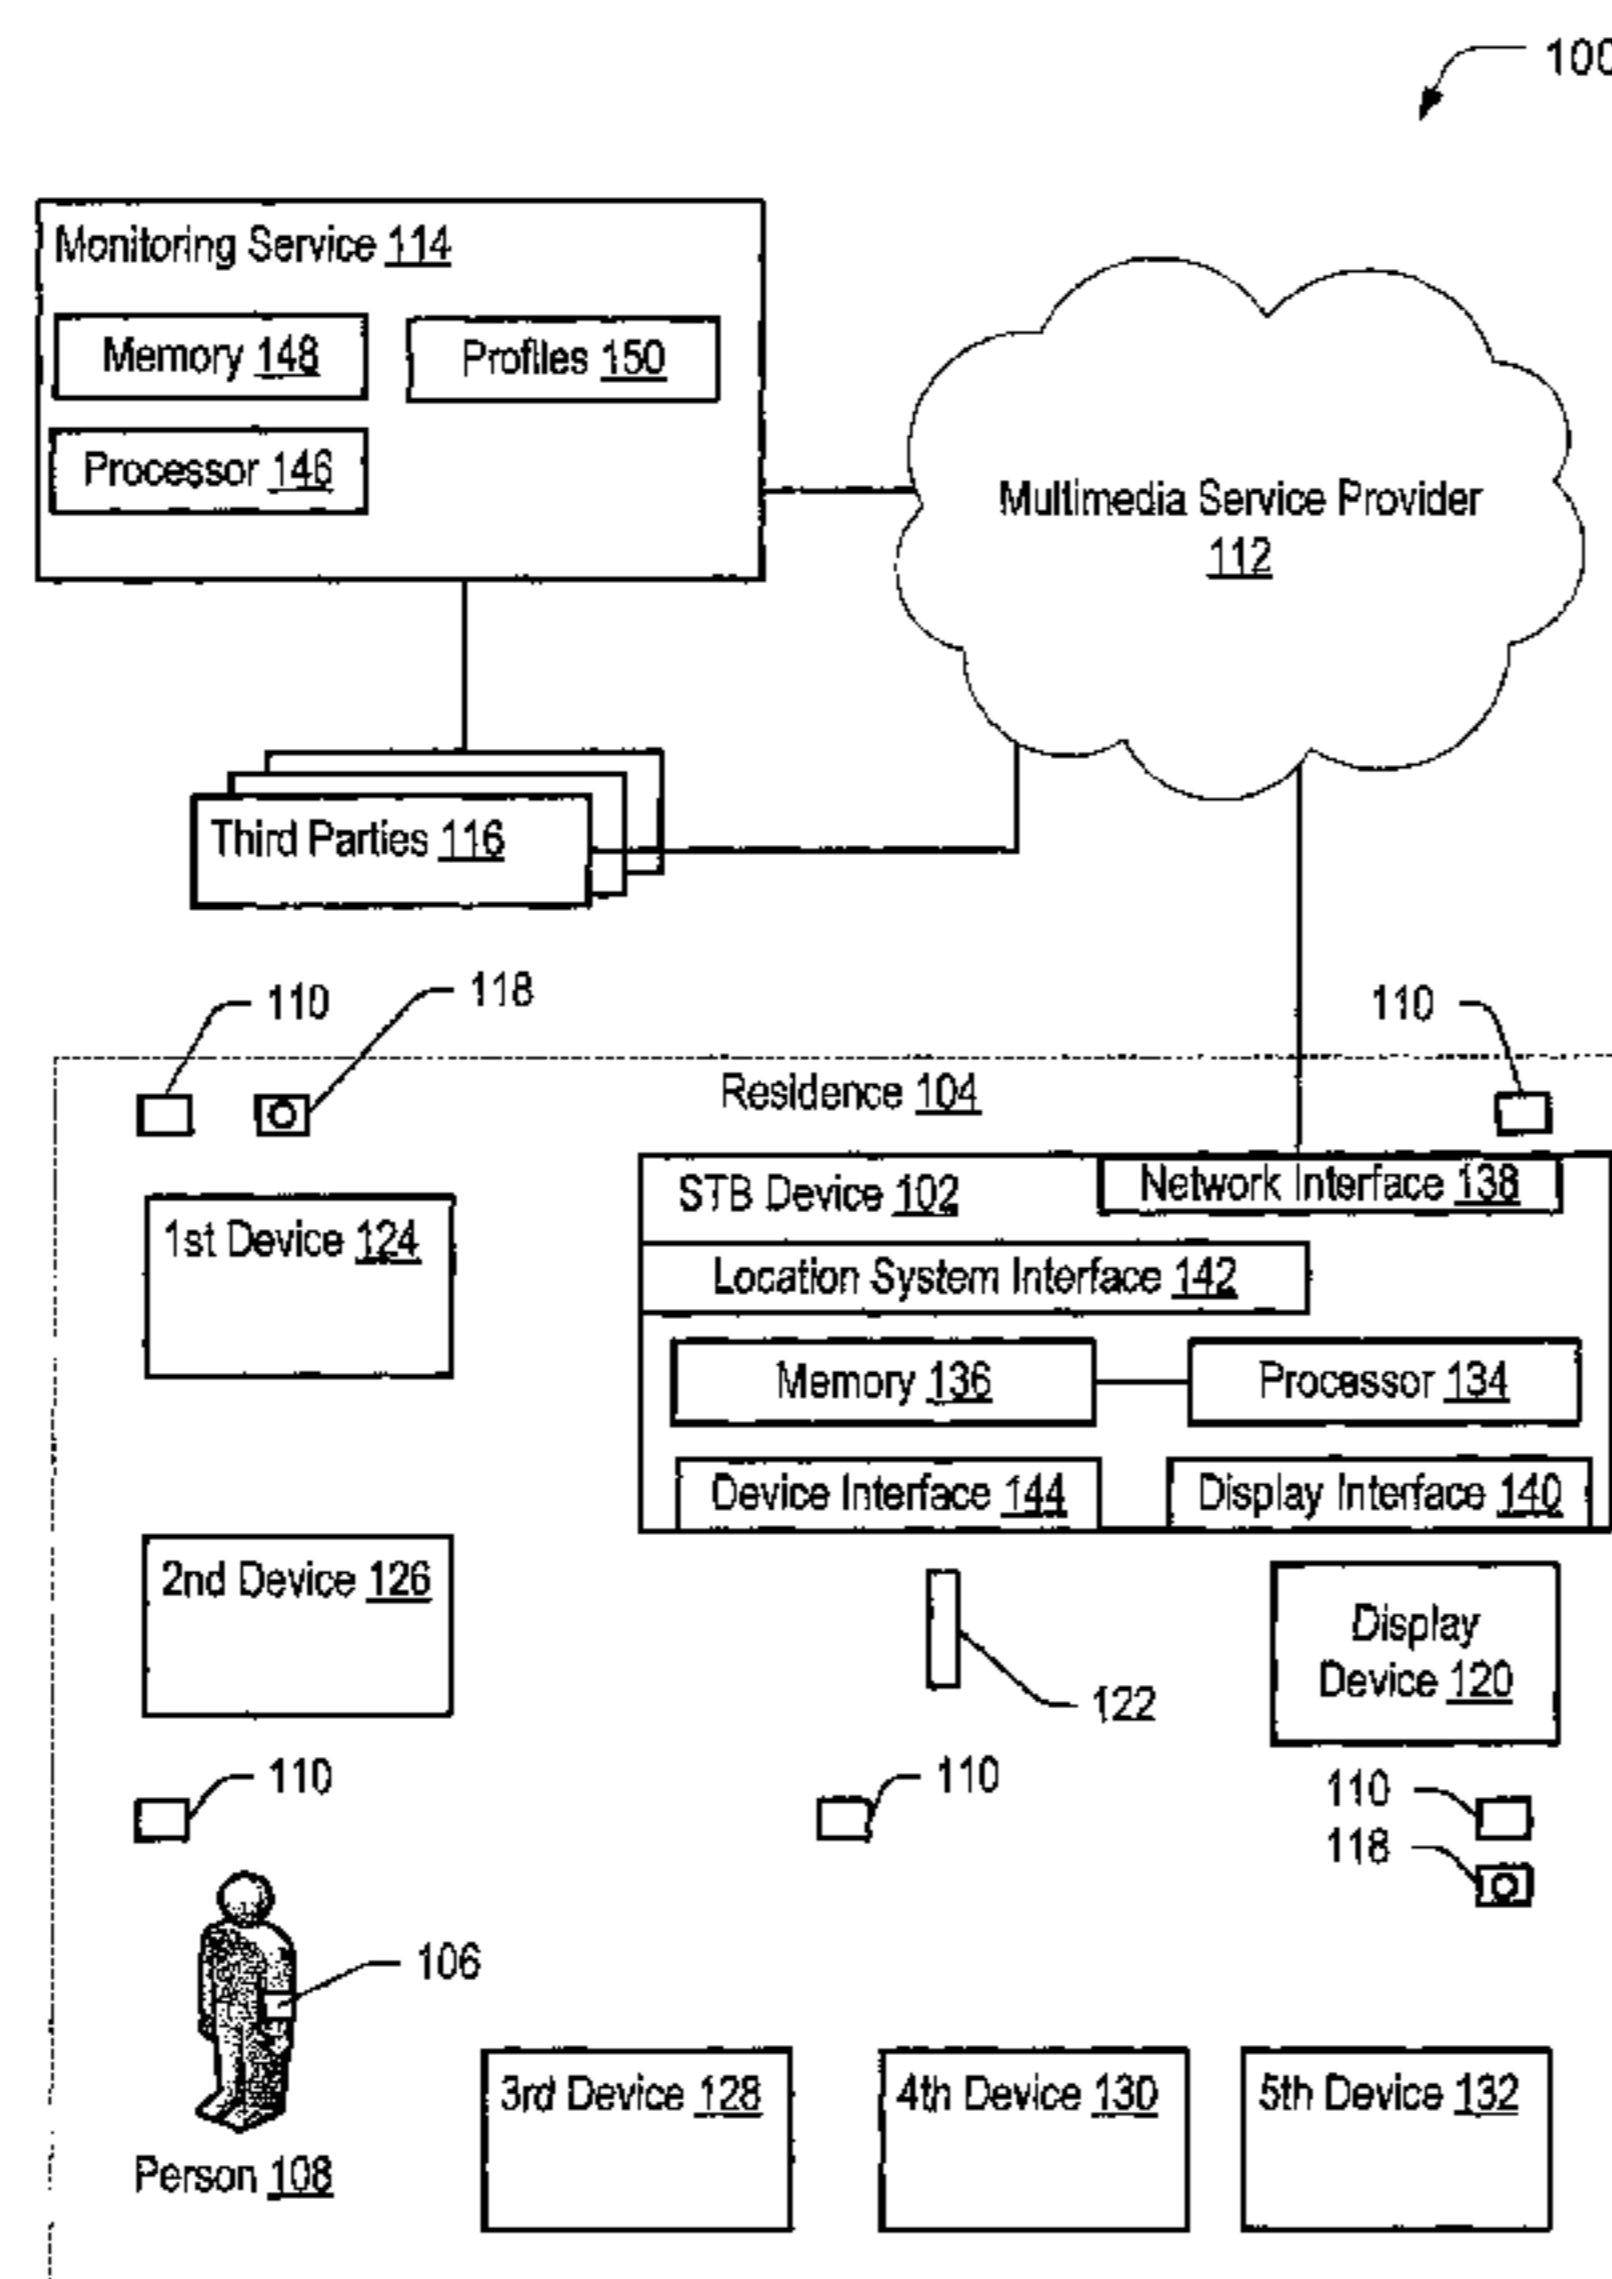 100
Monitoring Service 114
Memory 148
Profiles 150
Processor 146
Multimedia Service Provider
112
Third Parties 116
110
118
110
Residence 104
STB Device 102
Network Interface 138
1st Device 124
Location System Interface 142
Memory 136
Processor 134
Device Interface 144
Display Interface 140
2nd Device 126
Display
Device 120
122
110
110
110
118
106
3rd Device 128
4th Device 130
5th Device 132
Person 108